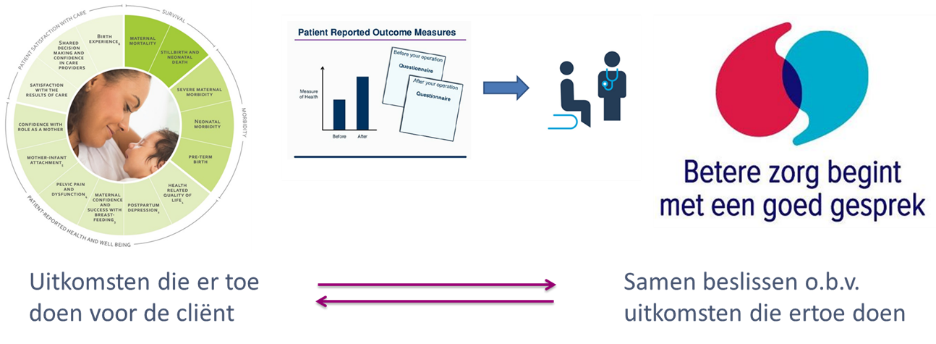 PATIENT SATISFACTION WITH CARE
SURVIVAL
MORBIDITY
PATIENT-REPORTED HEALTH AND WELL BEING
BIRTH
EXPERIENCE
SHARED
DECISION
MAKING AND
CONFIDENCE
IN CARE
PROVIDERS
SATISFACTION
WITH THE
RESULTS OF CARE
CONFIDENCE WITH
ROLE AS A MOTHER
MOTHER-INFANT
ATTACHMENT
PELVIC PAIN
AND
DYSFUNCTION
MATERNAL
CONFIDENCE
AND
SUCCESS WITH
BREAST-
FEEDING
POSTPARTUM
DEPRESSION
HEALTH
RELATED
QUALITY OF
LIFE
PRE-TERM
BIRTH
NEONATAL
MORBIDITY
SEVERE MATERNAL
MORBIDITY
STILLBIRTH AND
NEONATAL
DEATH
MATERNAL
MORTALITY
Patient Reported Outcome Measures
Measure
of Health
Before
After
Before your operation
Questionnaire
After your operation
Questionnaire
Betere zorg begint
met een goed gesprek
Uitkomsten die er toe
doen voor de cliënt
Samen beslissen o.b.v.
uitkomsten die ertoe doen